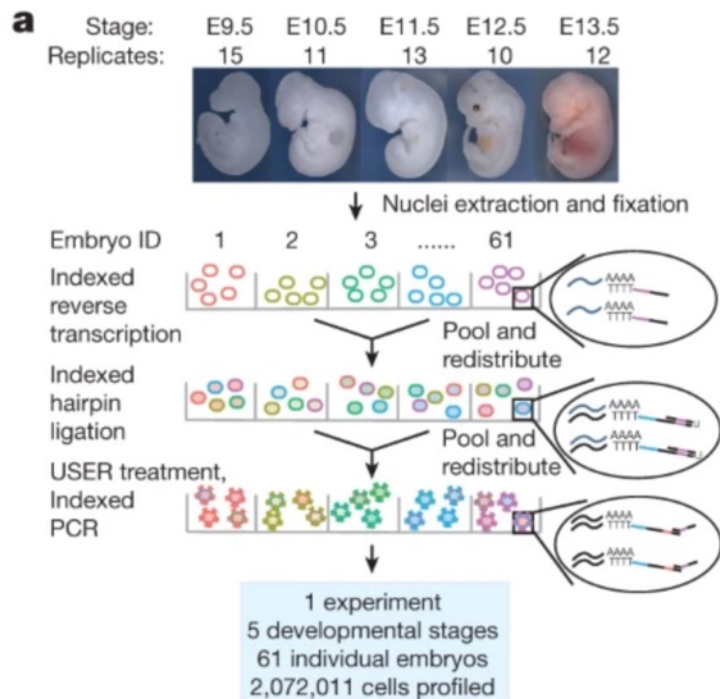 a
Stage: E9.5 E10.5 E11.5 E12.5 E13.5
Replicates: 15 11 13 10 12
Nuclei extraction and fixation
Embryo ID 1 2 3 ...... 61
Indexed
reverse
transcription
AAAA
TTTT
AAAA
TTTT
Pool and
redistribute
Indexed
hairpin
ligation
AAAA
TTTT
U
AAAA
TTTT
U
Pool and
redistribute
USER treatment,
Indexed
PCR
AAAA
TTTT
AAAA
TTTT
1 experiment
5 developmental stages
61 individual embryos
2,072,011 cells profiled